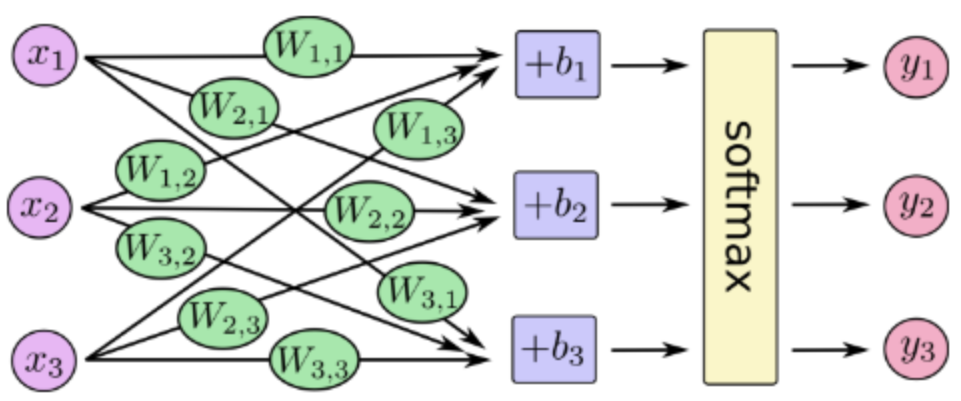 x₁
W₁,₁
+b₁
y₁
W₂,₁
W₁,₃
W₁,₂
x₂
W₂,₂
+b₂
softmax
y₂
W₃,₂
W₃,₁
W₂,₃
x₃
W₃,₃
+b₃
y₃